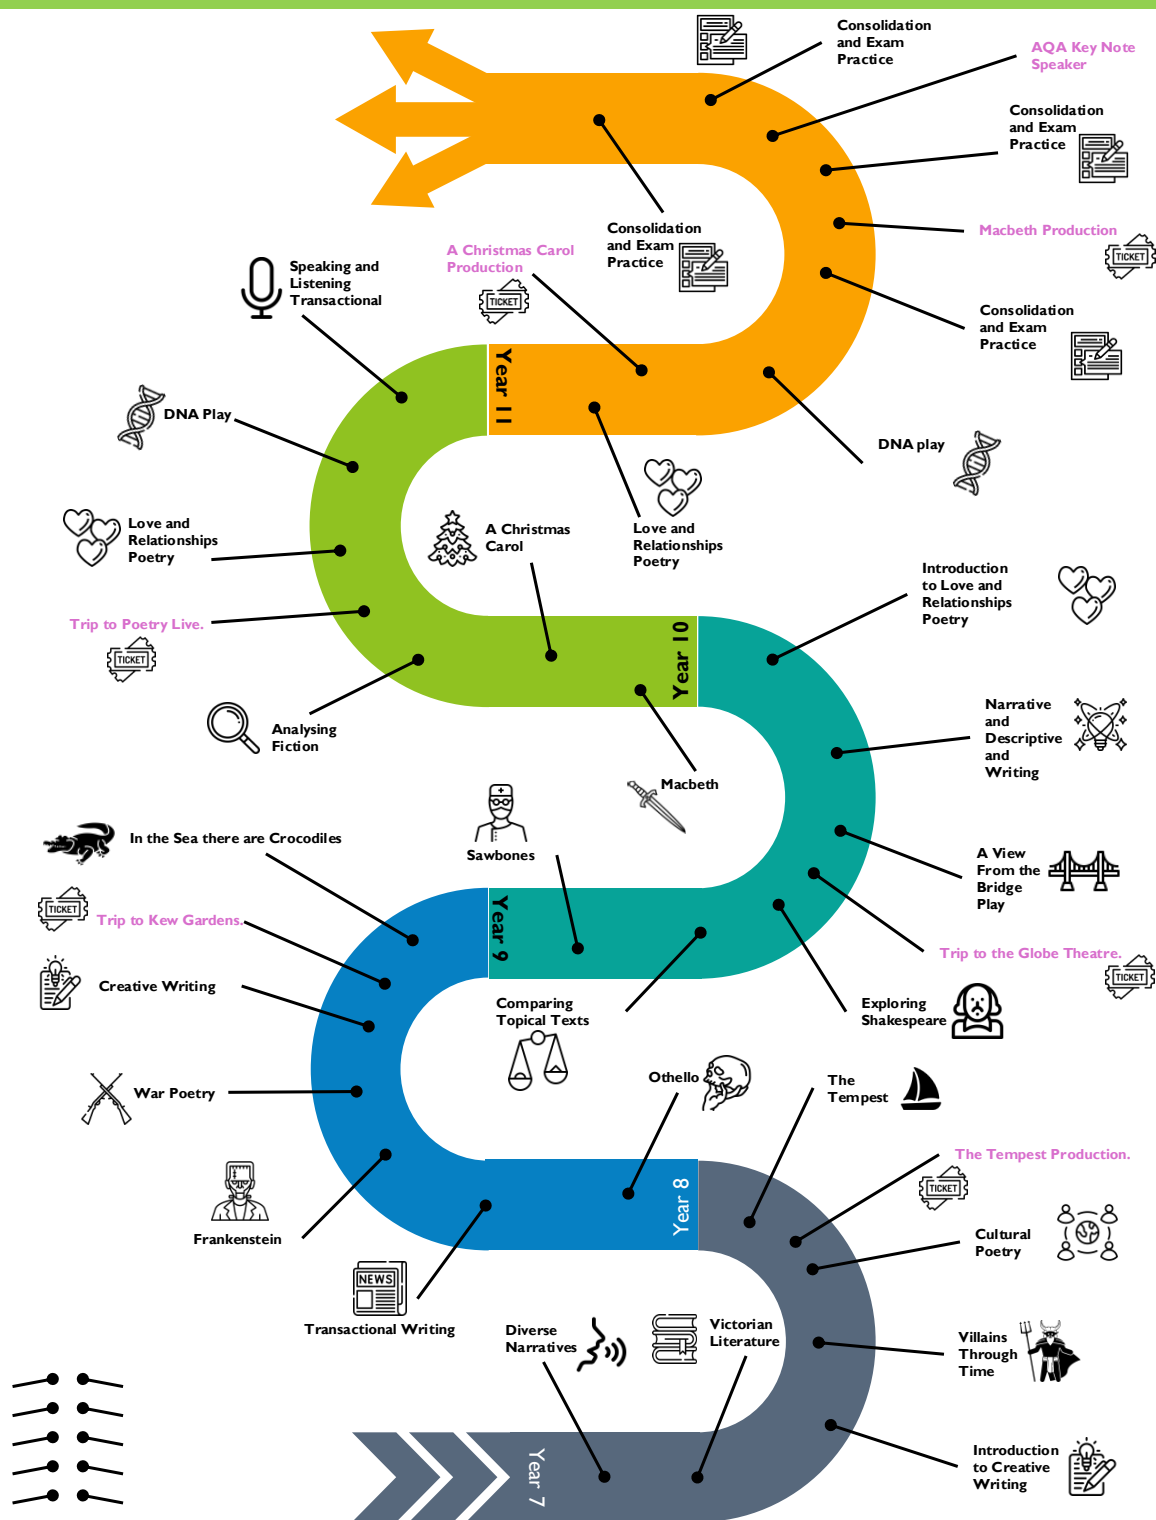 Consolidation
and Exam
Practice
AQA Key Note
Speaker
Consolidation
and Exam
Practice
Consolidation
and Exam
Practice
Macbeth Production
TICKET
A Christmas Carol
Production
TICKET
Speaking and
Listening
Transactional
Consolidation
and Exam
Practice
Year 11
DNA Play
DNA play
Love and
Relationships
Poetry
A Christmas
Carol
Love and
Relationships
Poetry
Introduction
to Love and
Relationships
Poetry
Trip to Poetry Live.
TICKET
Year 10
Analysing
Fiction
Narrative
and
Descriptive
and
Writing
Macbeth
Sawbones
In the Sea there are Crocodiles
A View
From the
Bridge
Play
TICKET
Trip to Kew Gardens.
Year 9
Trip to the Globe Theatre.
TICKET
Creative Writing
Comparing
Topical Texts
Exploring
Shakespeare
Othello
The
Tempest
War Poetry
The Tempest Production.
TICKET
Year 8
Frankenstein
Cultural
Poetry
NEWS
Transactional Writing
Diverse
Narratives
Victorian
Literature
Villains
Through
Time
Year 7
Introduction
to Creative
Writing